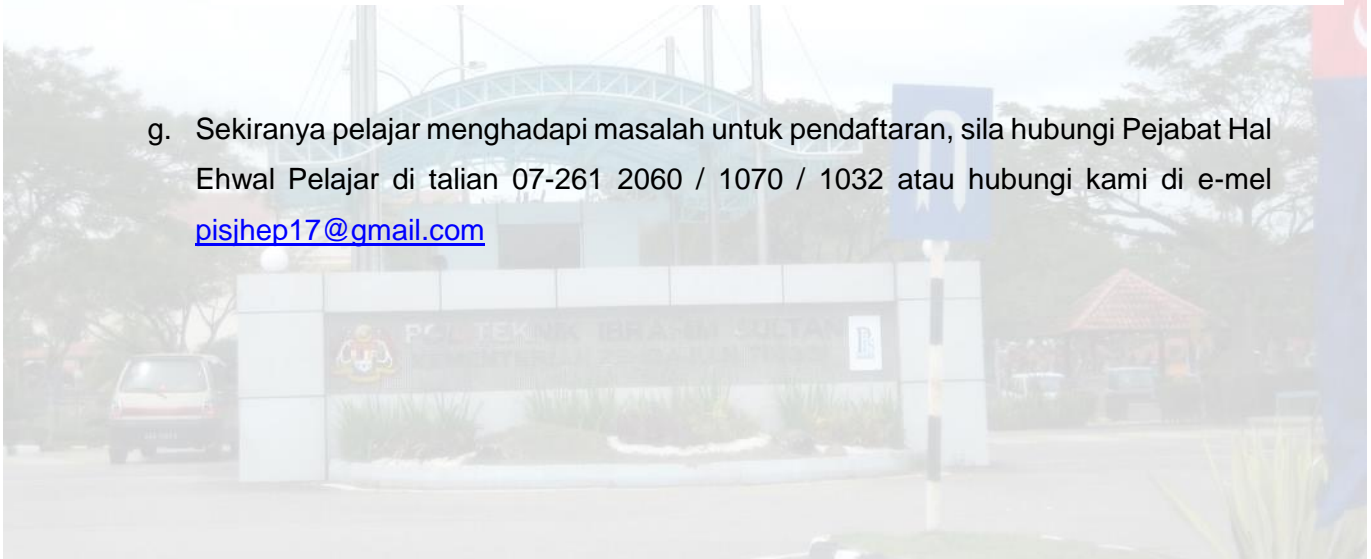 g. Sekiranya pelajar menghadapi masalah untuk pendaftaran, sila hubungi Pejabat Hal
Ehwal Pelajar di talian 07-261 2060 / 1070 / 1032 atau hubungi kami di e-mel
pisjhep17@gmail.com
POLITEKNIK IBRAHIM SULTAN